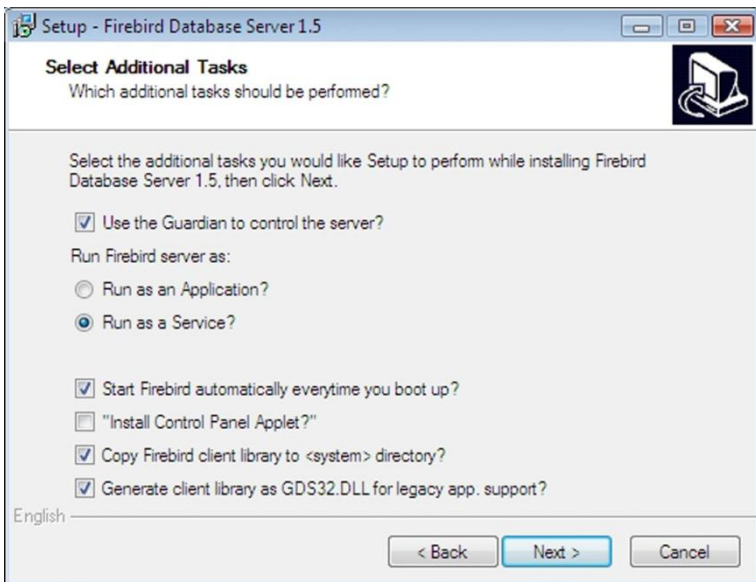 Setup - Firebird Database Server 1.5
Select Additional Tasks
Which additional tasks should be performed?
Select the additional tasks you would like Setup to perform while installing Firebird
Database Server 1.5, then click Next.
Use the Guardian to control the server?
Run Firebird server as:
Run as an Application?
Run as a Service?
Start Firebird automatically everytime you boot up?
"Install Control Panel Applet?"
Copy Firebird client library to <system> directory?
Generate client library as GDS32.DLL for legacy app. support?
English
< Back Next > Cancel